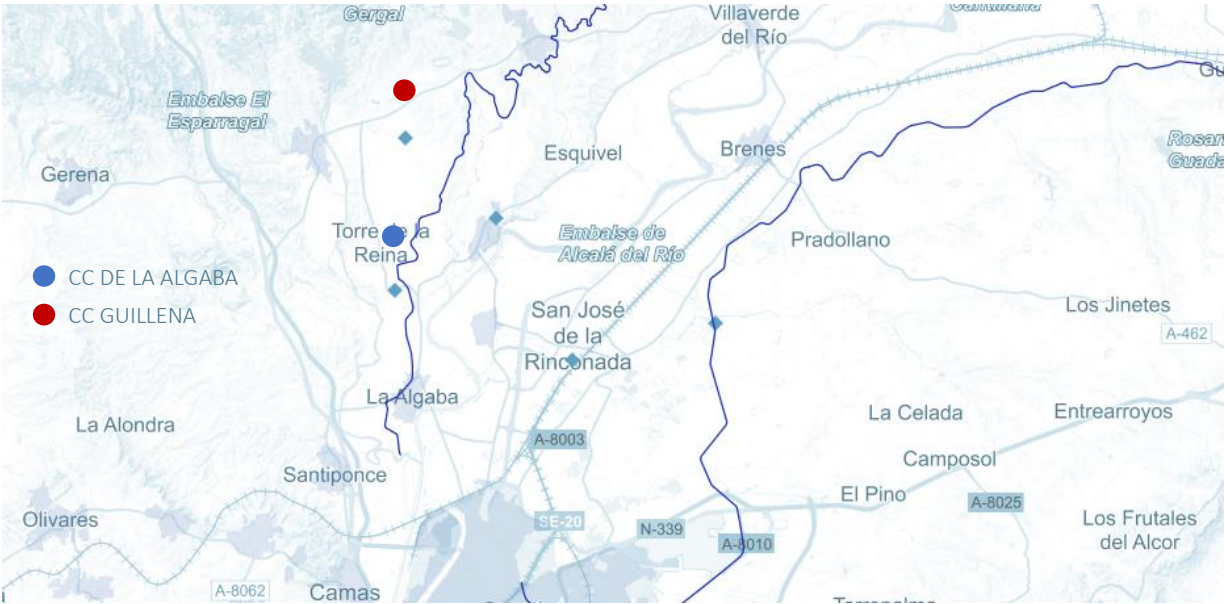 Gergal
Villaverde
del Río
Cantillana
Embalse El
Esparragal
Gerena
Esquivel
Brenes
Torre de la
Reina
Embalse de
Alcalá del Río
Pradollano
CC DE LA ALGABA
CC GUILLENA
San José
de la
Rinconada
Los Jinetes
A-462
La Algaba
La Alondra
La Celada
Entrearroyos
A-8003
Camposol
Santiponce
El Pino
A-8025
Olivares
SE-20
N-339
A-8010
Los Frutales
del Alcor
A-8062
Camas